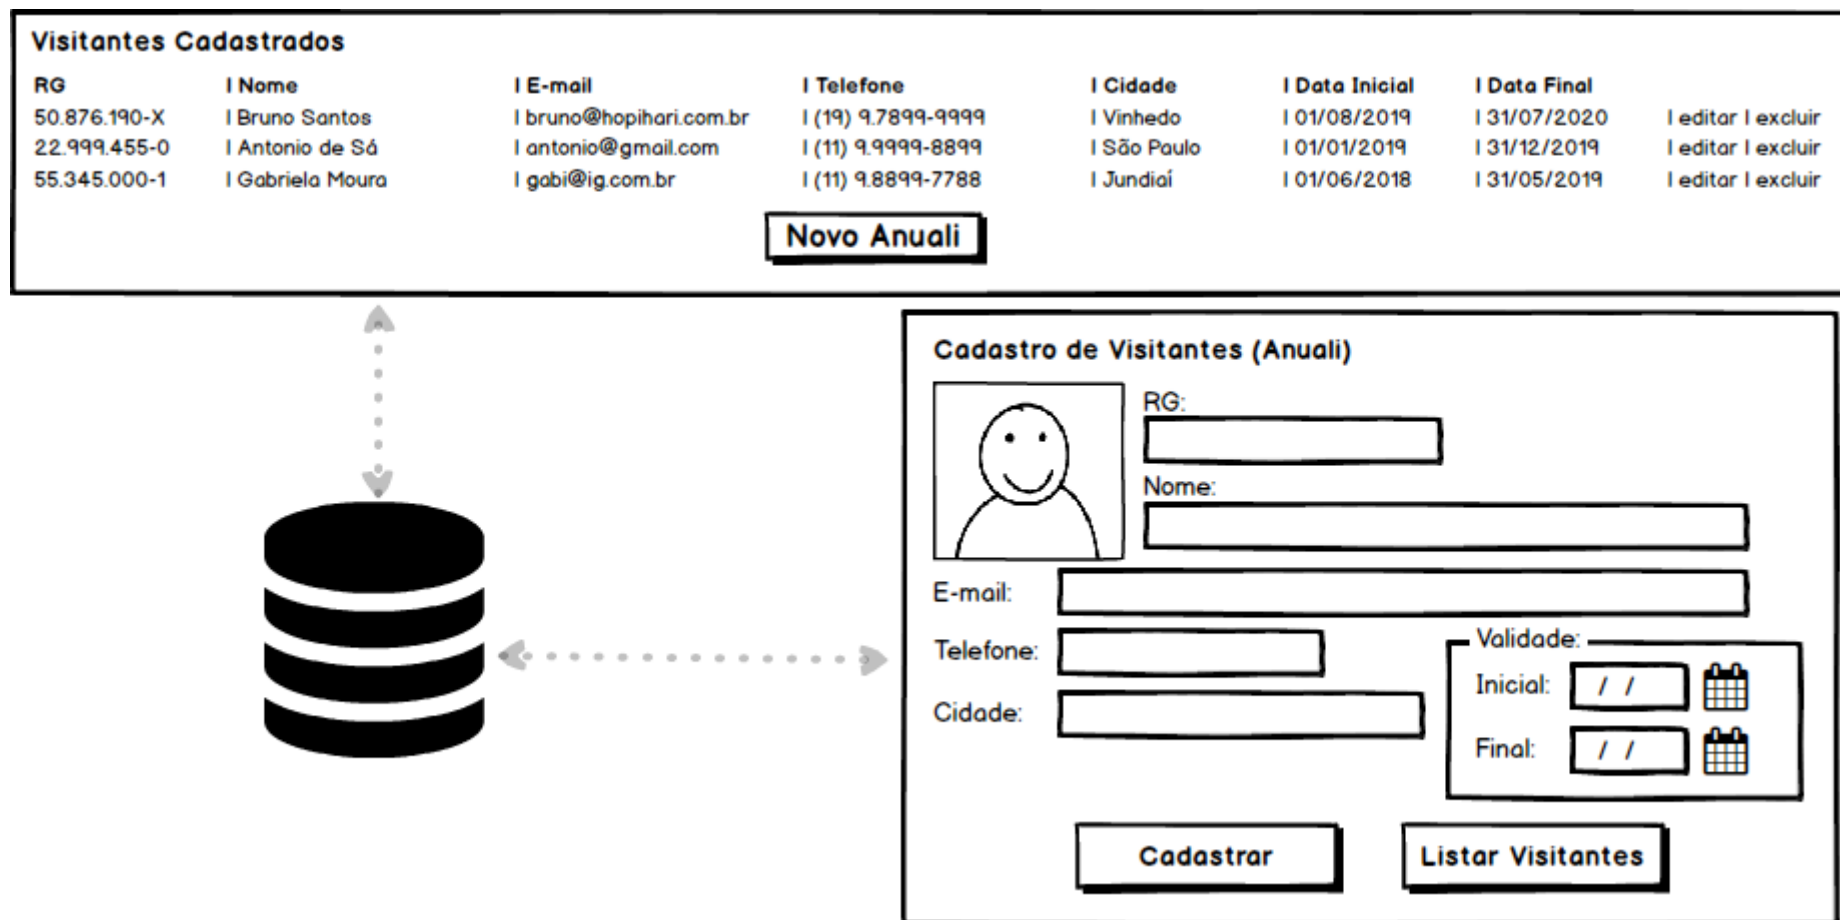 Visitantes Cadastrados
RG | Nome | E-mail | Telefone | Cidade | Data Inicial | Data Final
50.876.190-X | Bruno Santos | bruno@hopihari.com.br | (19) 9.7899-9999 | Vinhedo | 01/08/2019 | 31/07/2020 | editar | excluir
22.999.455-0 | Antonio de Sá | antonio@gmail.com | (11) 9.9999-8899 | São Paulo | 01/01/2019 | 31/12/2019 | editar | excluir
55.345.000-1 | Gabriela Moura | gabi@ig.com.br | (11) 9.8899-7788 | Jundiaí | 01/06/2018 | 31/05/2019 | editar | excluir
Novo Anuali
Cadastro de Visitantes (Anuali)
RG:
Nome:
E-mail:
Telefone:
Cidade:
Validade:
Inicial: / /
Final: / /
Cadastrar
Listar Visitantes